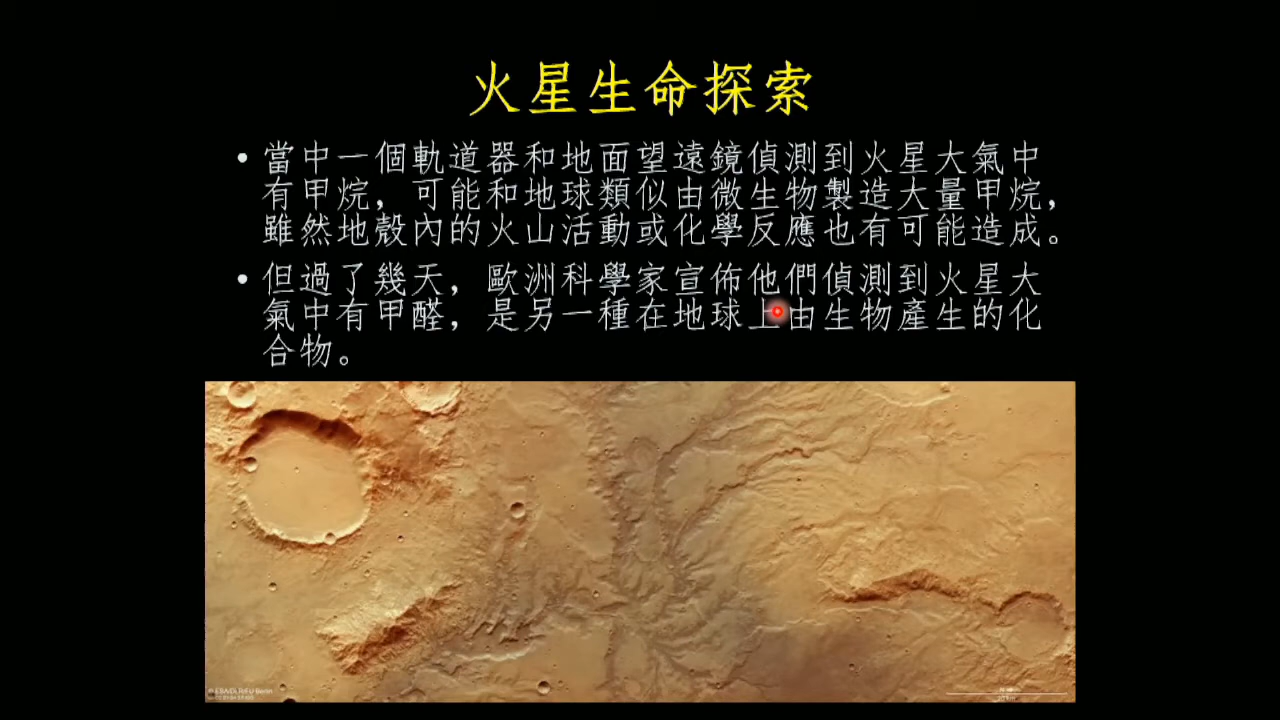 火星生命探索
• 當中一個軌道器和地面望遠鏡偵測到火星大氣中
有甲烷，可能和地球類似由微生物製造大量甲烷，
雖然地殼內的火山活動或化學反應也有可能造成。
• 但過了幾天，歐洲科學家宣佈他們偵測到火星大
氣中有甲醛，是另一種在地球上由生物產生的化
合物。
© ESA/DLR/FU Berlin